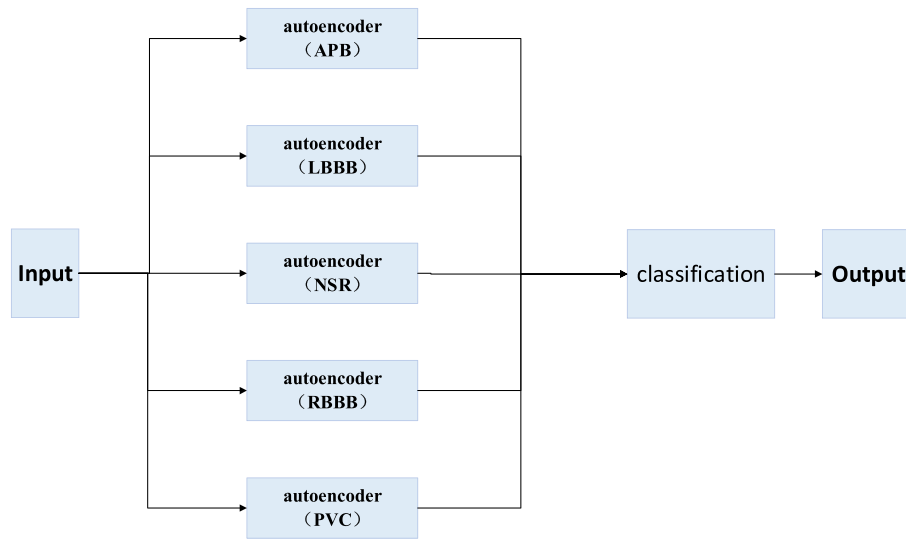 autoencoder
（APB）
autoencoder
（LBBB）
Input
autoencoder
（NSR）
classification
Output
autoencoder
（RBBB）
autoencoder
（PVC）